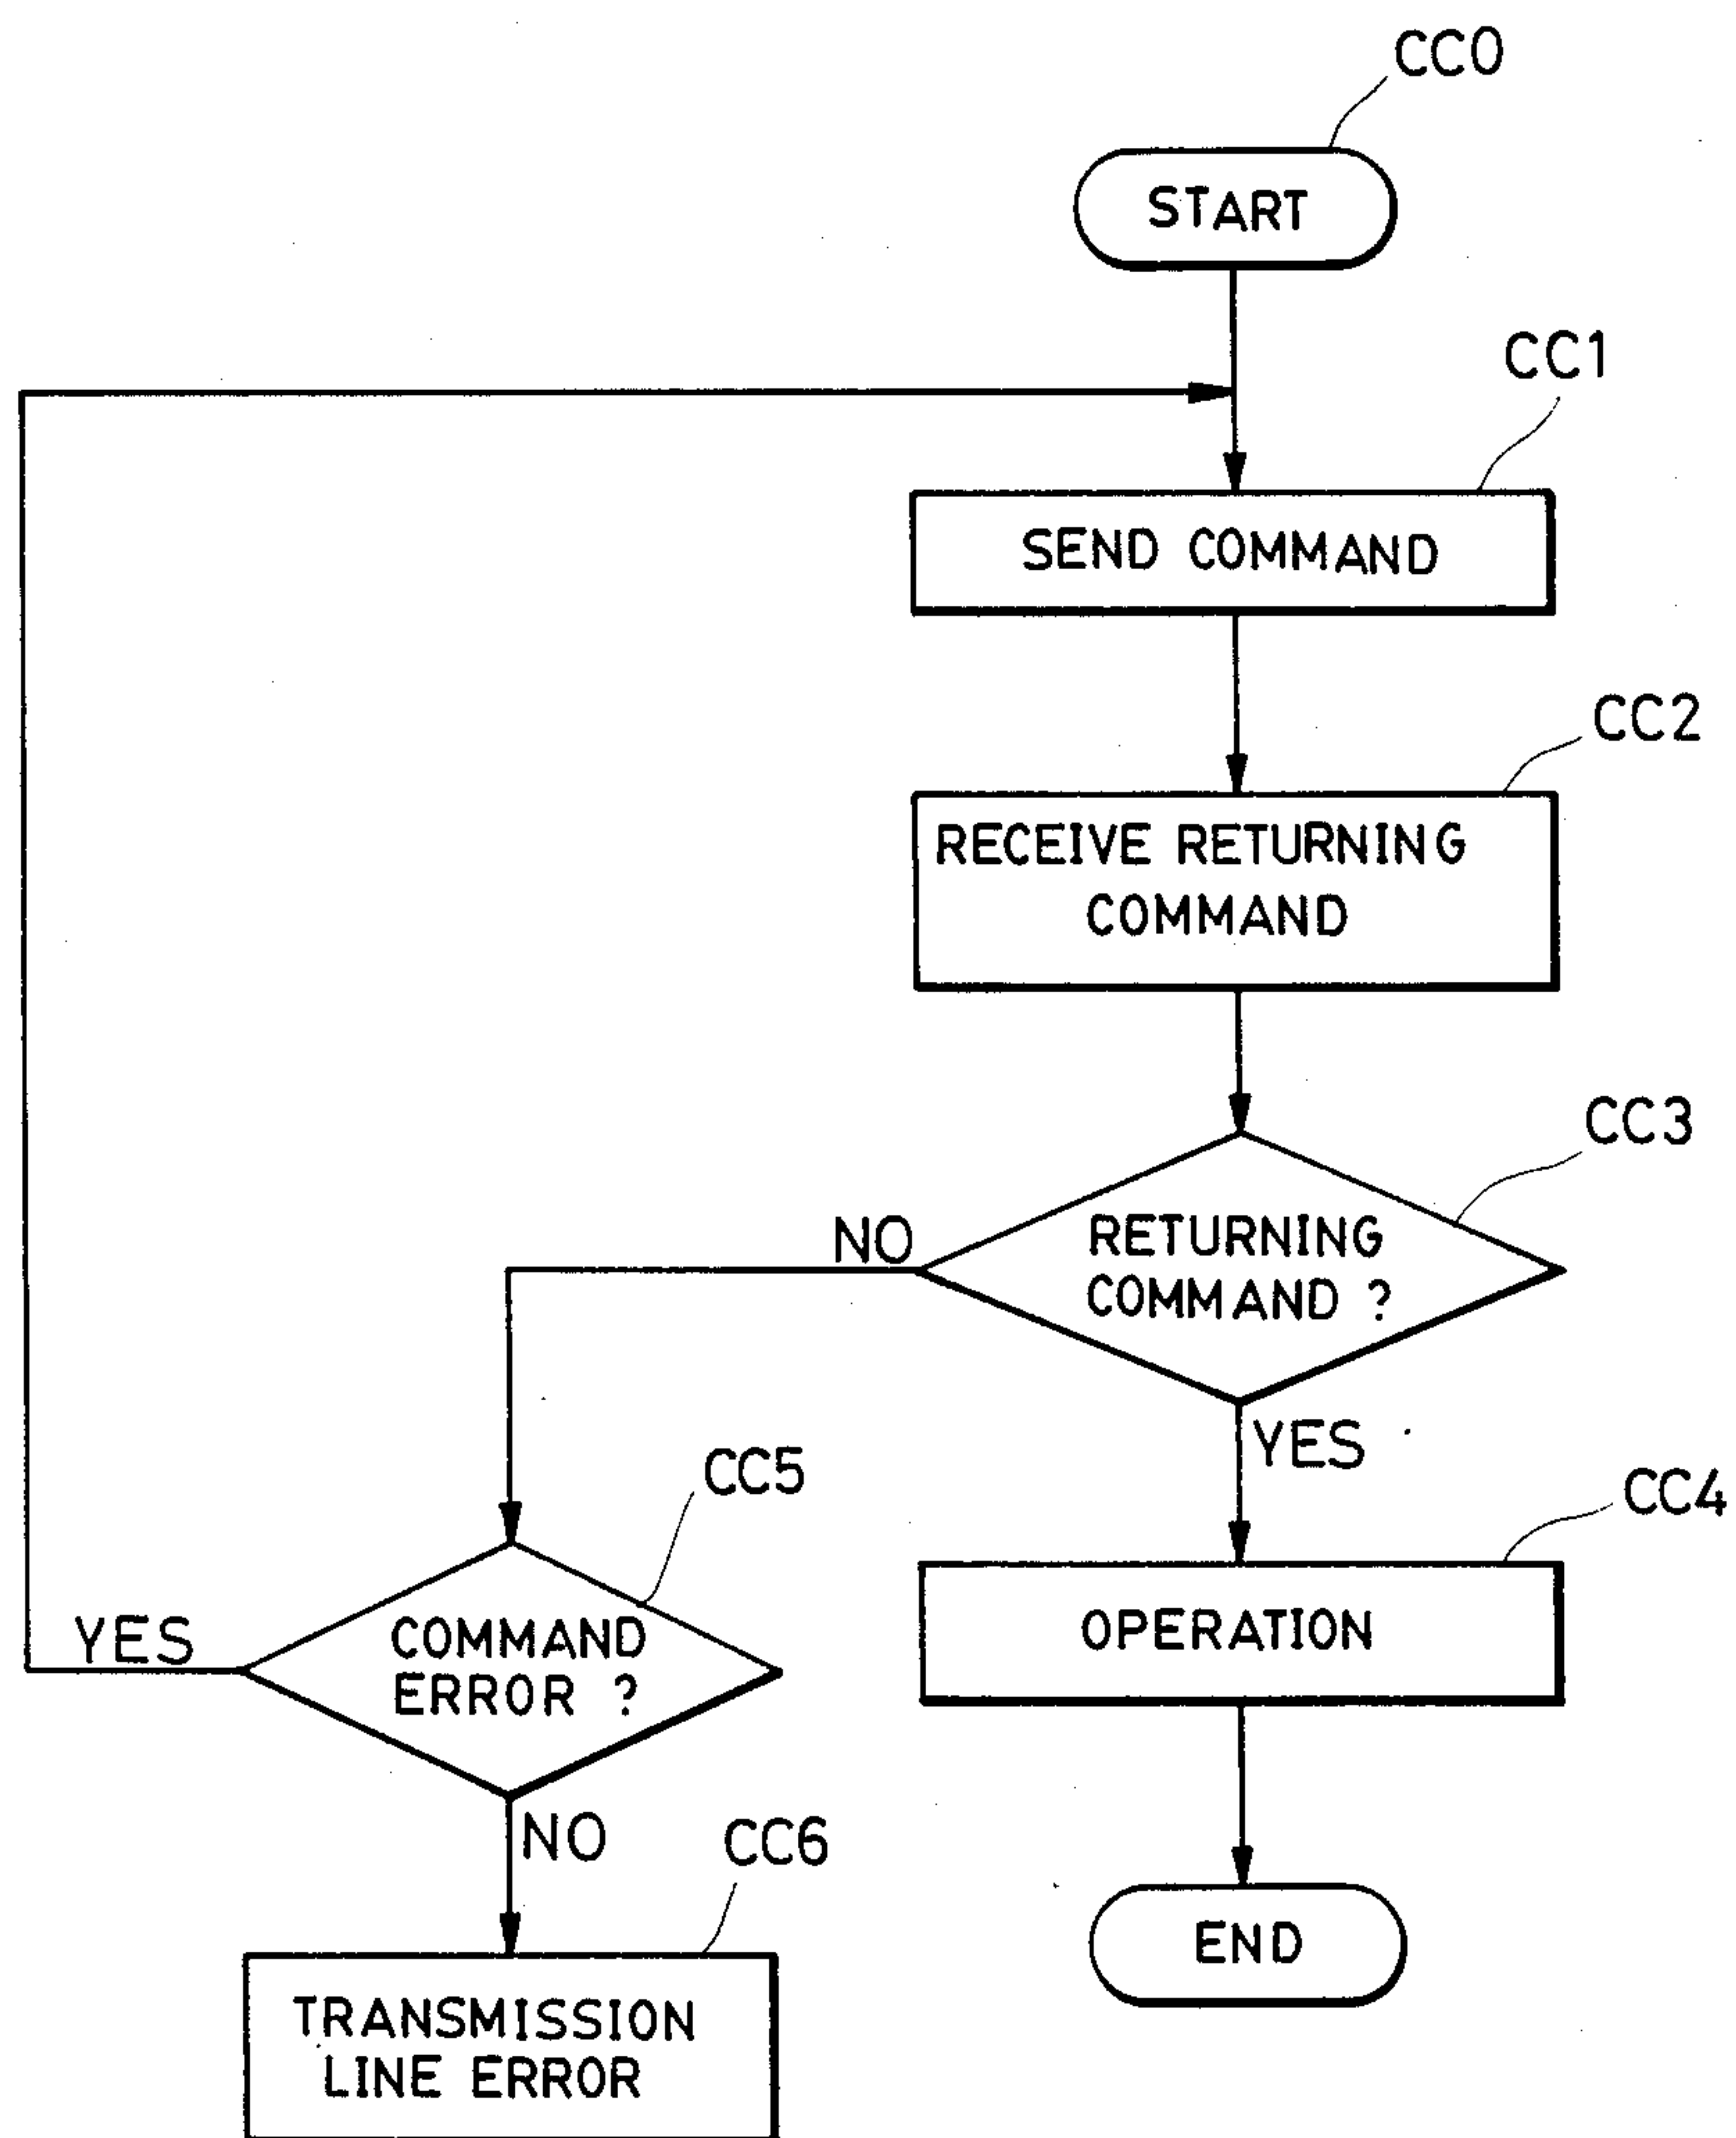 CC0
START
CC1
SEND COMMAND
CC2
RECEIVE RETURNING
COMMAND
CC3
NO
RETURNING
COMMAND ?
YES
CC5
CC4
YES
COMMAND
ERROR ?
OPERATION
NO
CC6
END
TRANSMISSION
LINE ERROR